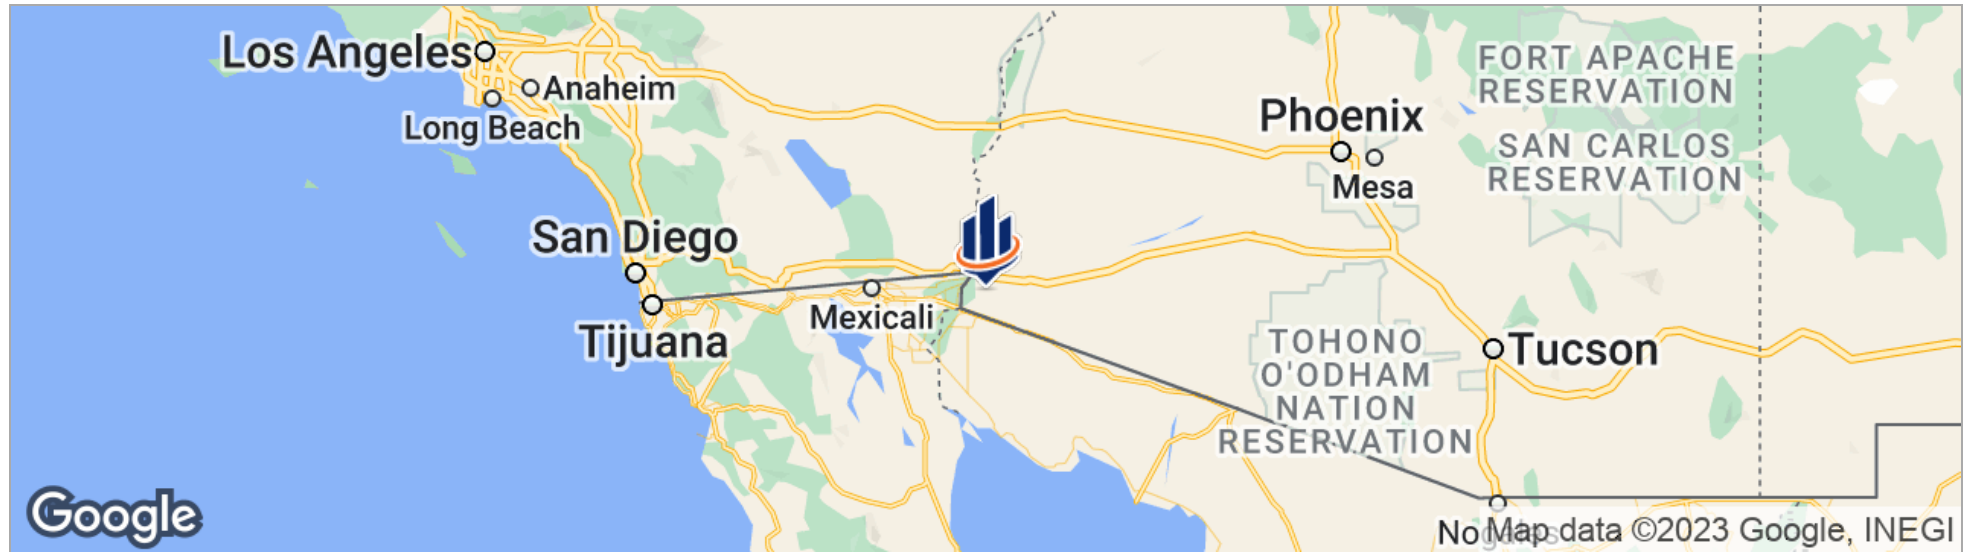 Los Angeles
Anaheim
Long Beach
FORT APACHE
RESERVATION
Phoenix
SAN CARLOS
RESERVATION
Mesa
San Diego
Mexicali
Tijuana
TOHONO
O'ODHAM
NATION
RESERVATION
Tucson
Google
No
Map data ©2023 Google, INEGI